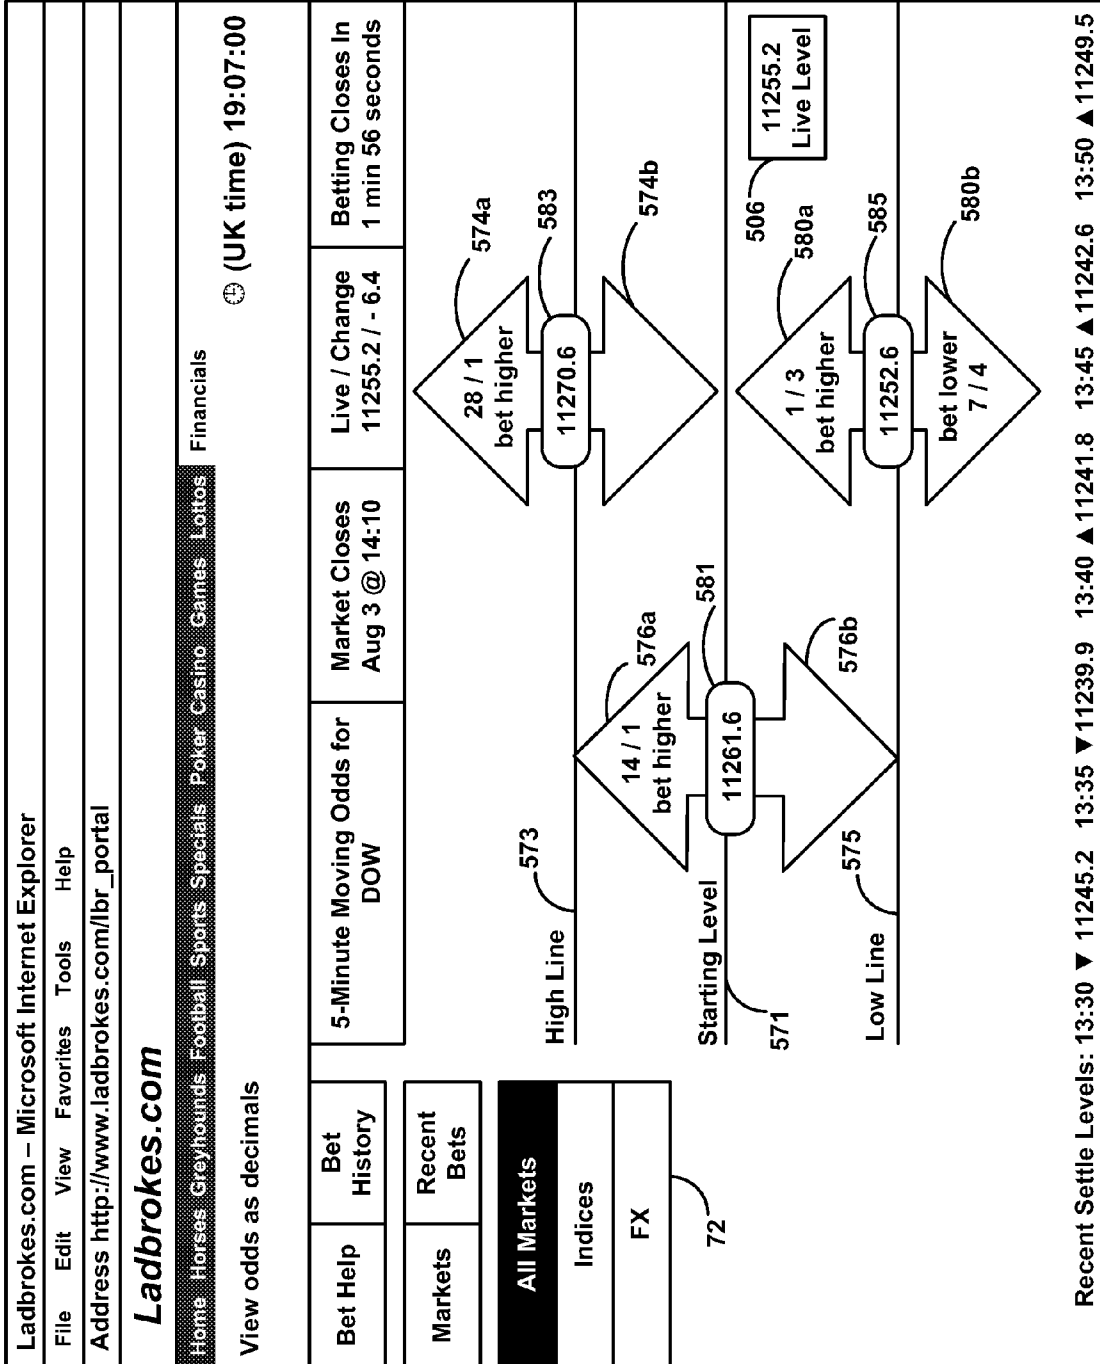 Ladbrokes.com – Microsoft Internet Explorer
File Edit View Favorites Tools Help
Address http://www.ladbrokes.com/lbr_portal
Ladbrokes.com
Home Horses Greyhounds Football Sports Specials Poker Casino Games Lottos Financials
View odds as decimals
(UK time) 19:07:00
Bet Help
Bet
History
Markets
Recent
Bets
All Markets
Indices
FX
72
5-Minute Moving Odds for
DOW
Market Closes
Aug 3 @ 14:10
Live / Change
11255.2 / - 6.4
Betting Closes In
1 min 56 seconds
High Line
573
28 / 1
bet higher
574a
11270.6
583
574b
Starting Level
571
14 / 1
bet higher
576a
11261.6
581
576b
506
11255.2
Live Level
Low Line
575
1 / 3
bet higher
580a
11252.6
585
bet lower
7 / 4
580b
Recent Settle Levels: 13:30 ▼ 11245.2 13:35 ▼11239.9 13:40 ▲11241.8 13:45 ▲11242.6 13:50 ▲11249.5